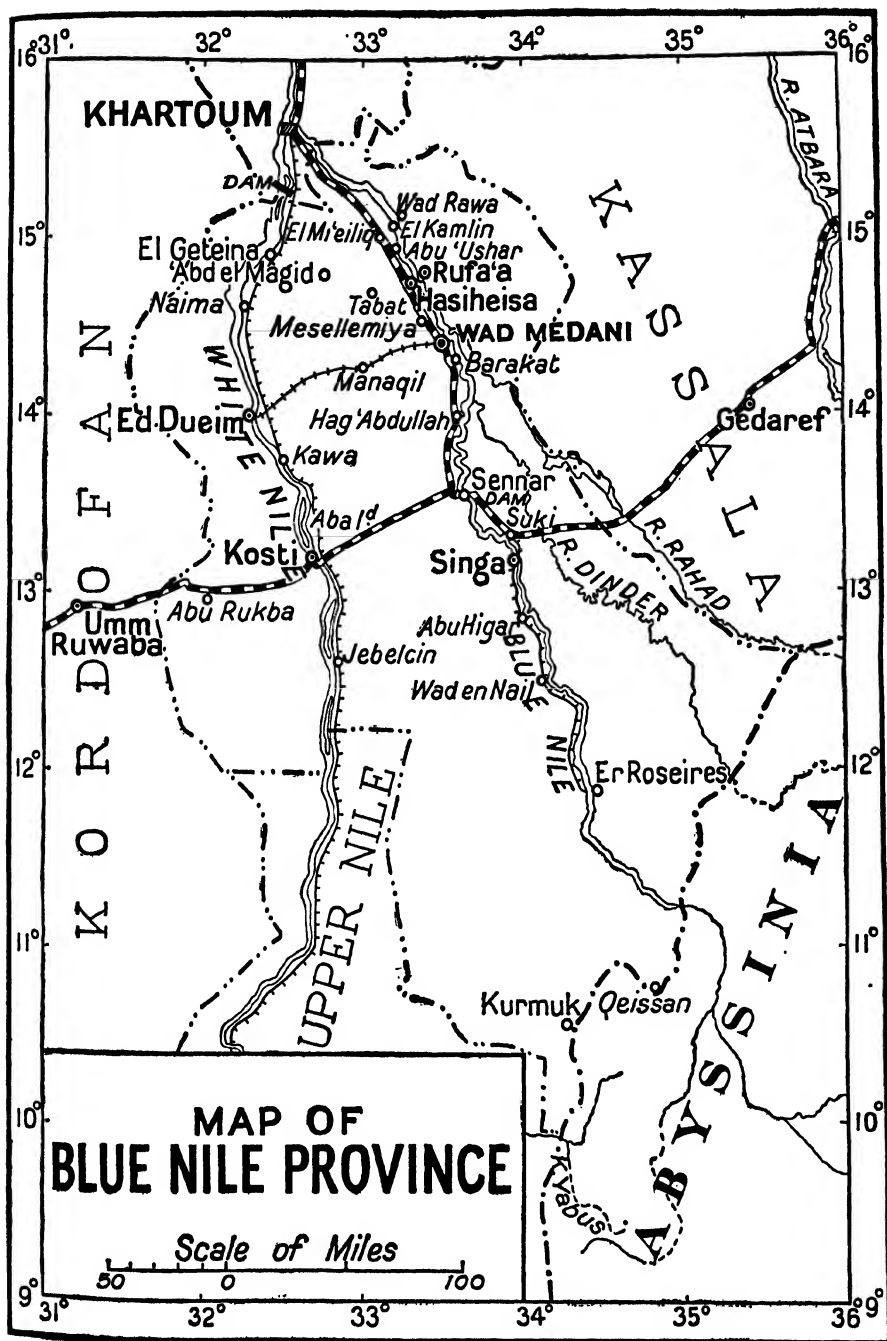 31° 32° 33° 34° 35° 36°
16° 16°
KHARTOUM
R. ATBARA
DAM
KASSALA
Wad Rawa
15° 15°
El Mi'eiliq
El Kamlin
El Geteina
Abu 'Ushar
'Abd el Magid
Rufa'a
Naima
Tabat
Hasiheisa
Mesellemiya
WAD MEDANI
Barakat
WHITE NILE
Managil
14° 14°
Ed Dueim
Hag 'Abdullah
Gedaref
Kawa
Sennar
DAM
Aba Id
Suki
Kosti
Singa
R. DINDER
R. RAHAD
13° 13°
KORDOFAN
Umm
Ruwaba
Abu Rukba
Abu Higar
Jebelein
BLUE NILE
Wad en Nail
12° 12°
Er Roseires
UPPER NILE
ABYSSINIA
11° 11°
Kurmuk
Qeissan
10° 10°
K. Yabus
MAP OF
BLUE NILE PROVINCE
Scale of Miles
50 0 100
9° 9°
31° 32° 33° 34° 35° 36°